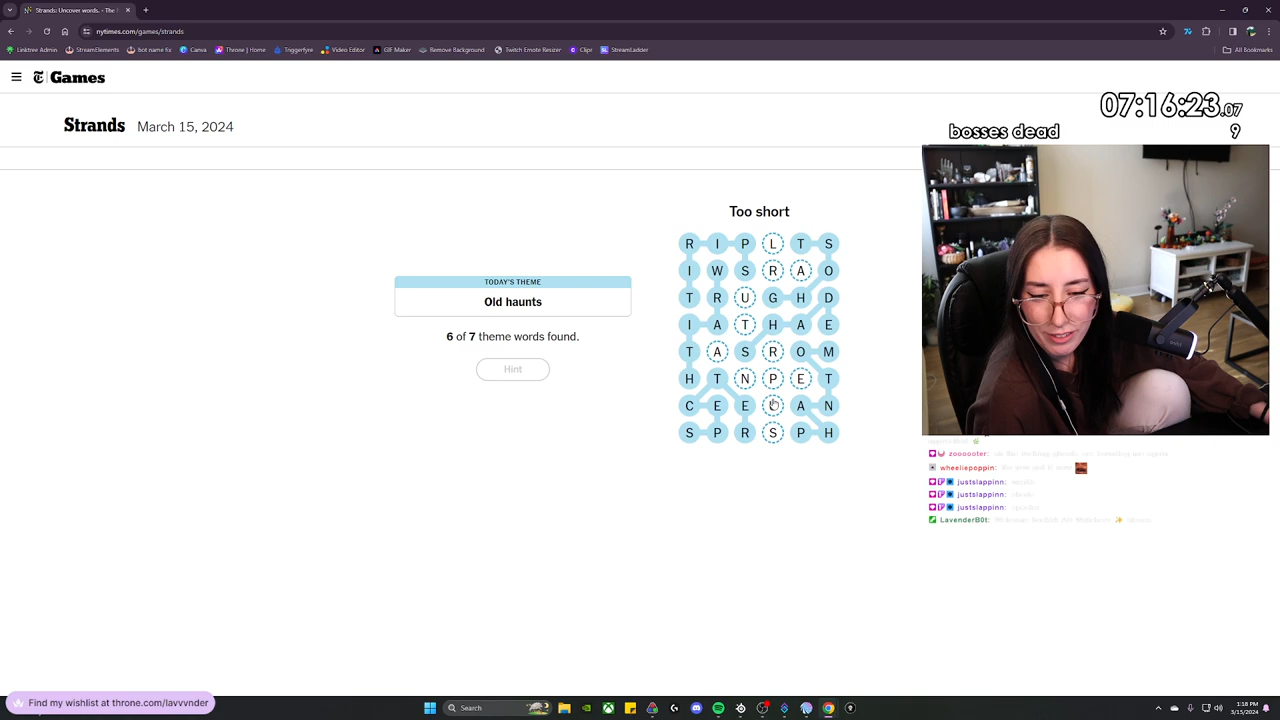 Strands: Uncover words. - The
nytimes.com/games/strands
Linktree Admin
StreamElements
bot name fix
Canva
Throne | Home
Triggerfyre
Video Editor
GIF Maker
Remove Background
Twitch Emote Resizer
Clipr
StreamLadder
All Bookmarks
Games
Strands March 15, 2024
07:16:23.07
bosses dead 9
Too short
R I P L T S
I W S R A O
T R U G H D
I A T H A E
T A S R O M
H T N P E T
C E E U A N
S P R S P H
TODAY'S THEME
Old haunts
6 of 7 theme words found.
Hint
zoooooter:
wheeliepoppin:
justslappinn:
justslappinn:
justslappinn:
LavenderB0t:
Find my wishlist at throne.com/lavvvnder
Search
1:16 PM
3/15/2024